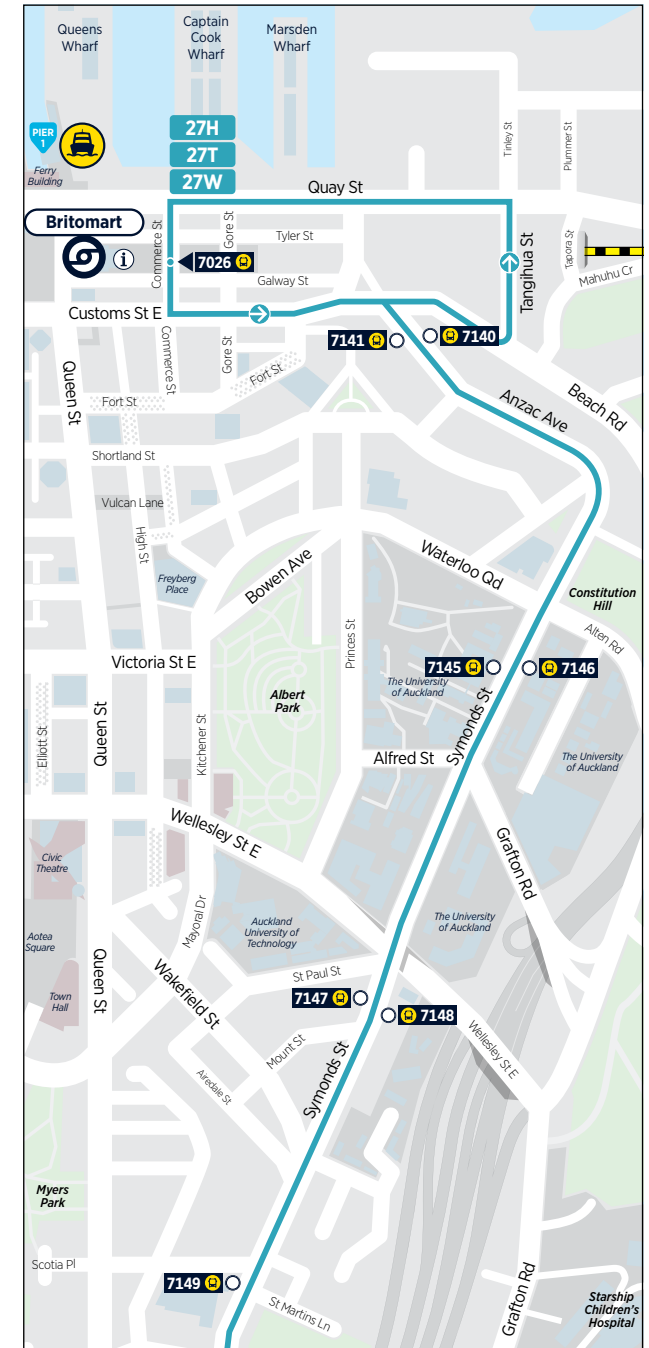 Queens
Wharf
Captain
Cook
Wharf
Marsden
Wharf
PIER
1
Ferry
Building
27H
27T
27W
Quay St
Tinley St
Plummer St
Britomart
i
Commerce St
Gore St
Tyler St
7026
Galway St
Tangihua St
Tapora St
Mahuhu Cr
Customs St E
7141
7140
Commerce St
Gore St
Fort St
Fort St
Queen St
Anzac Ave
Beach Rd
Shortland St
Vulcan Lane
High St
Freyberg
Place
Bowen Ave
Waterloo Qd
Constitution
Hill
Alten Rd
Princes St
Victoria St E
7145
7146
The University
of Auckland
Albert
Park
Symonds St
Elliott St
Queen St
Kitchener St
Alfred St
The University
of Auckland
Wellesley St E
Grafton Rd
Civic
Theatre
Mayoral Dr
Auckland
University of
Technology
The University
of Auckland
Aotea
Square
Queen St
Wakefield St
St Paul St
Town
Hall
7147
7148
Mount St
Wellesley St E
Airedale St
Symonds St
Myers
Park
Scotia Pl
7149
St Martins Ln
Grafton Rd
Starship
Children's
Hospital